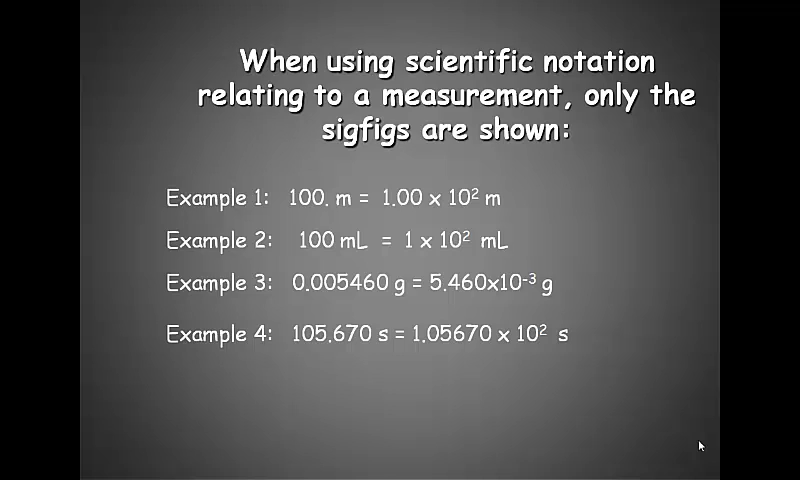 When using scientific notation
relating to a measurement, only the
sigfigs are shown:
Example 1: 100. m = 1.00 x 10² m
Example 2: 100 mL = 1 x 10² mL
Example 3: 0.005460 g = 5.460x10⁻³ g
Example 4: 105.670 s = 1.05670 x 10² s